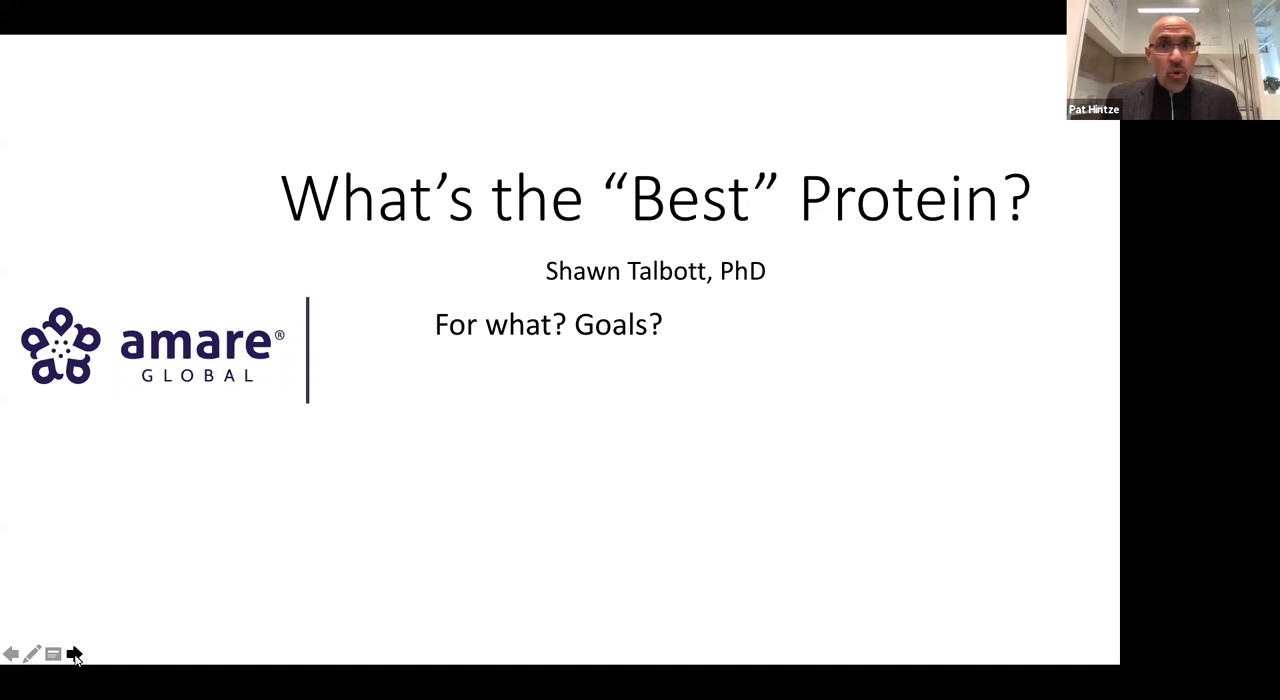 What’s the “Best” Protein?
Shawn Talbott, PhD
For what? Goals?
amare®
GLOBAL
Pat Hintze